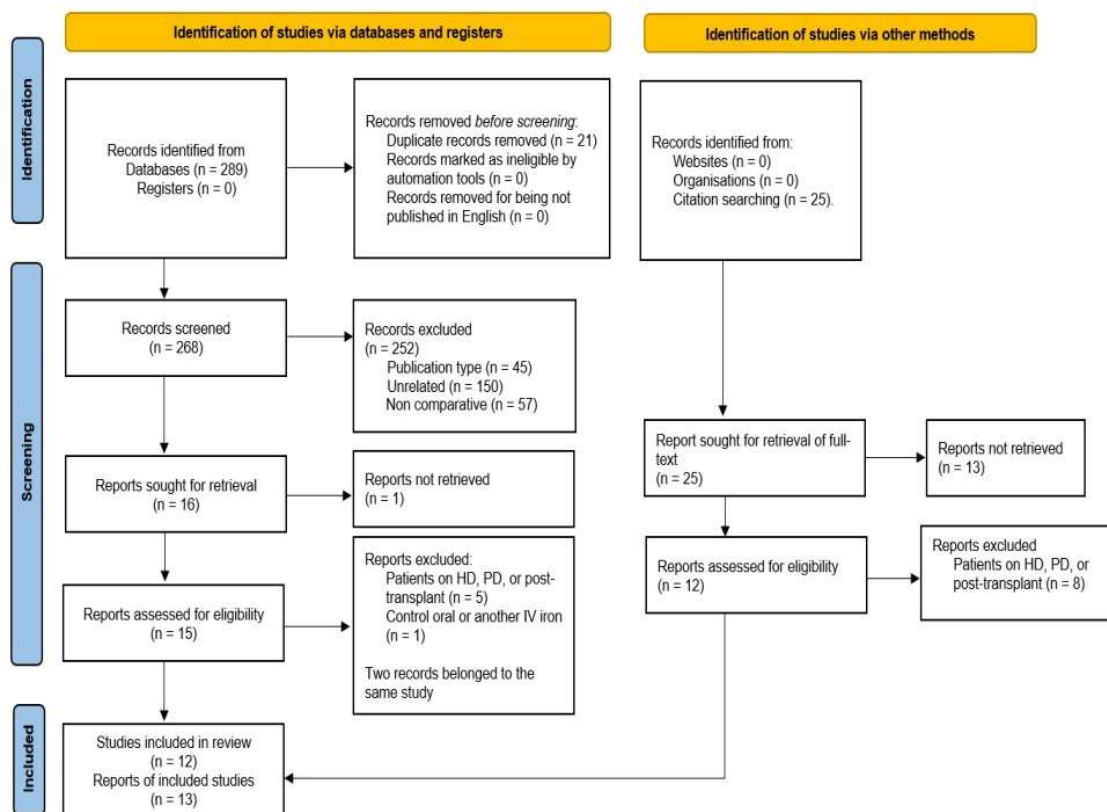 Identification of studies via databases and registers
Identification of studies via other methods
Identification
Records identified from
Databases (n = 289)
Registers (n = 0)
Records removed before screening:
Duplicate records removed (n = 21)
Records marked as ineligible by
automation tools (n = 0)
Records removed for being not
published in English (n = 0)
Records identified from:
Websites (n = 0)
Organisations (n = 0)
Citation searching (n = 25).
Screening
Records screened
(n = 268)
Records excluded
(n = 252)
Publication type (n = 45)
Unrelated (n = 150)
Non comparative (n = 57)
Reports sought for retrieval
(n = 16)
Reports not retrieved
(n = 1)
Report sought for retrieval of full-
text
(n = 25)
Reports not retrieved
(n = 13)
Reports assessed for eligibility
(n = 15)
Reports excluded:
Patients on HD, PD, or post-
transplant (n = 5)
Control oral or another IV iron
(n = 1)
Two records belonged to the
same study
Reports assessed for eligibility
(n = 12)
Reports excluded
Patients on HD, PD, or
post-transplant (n = 8)
Included
Studies included in review
(n = 12)
Reports of included studies
(n = 13)